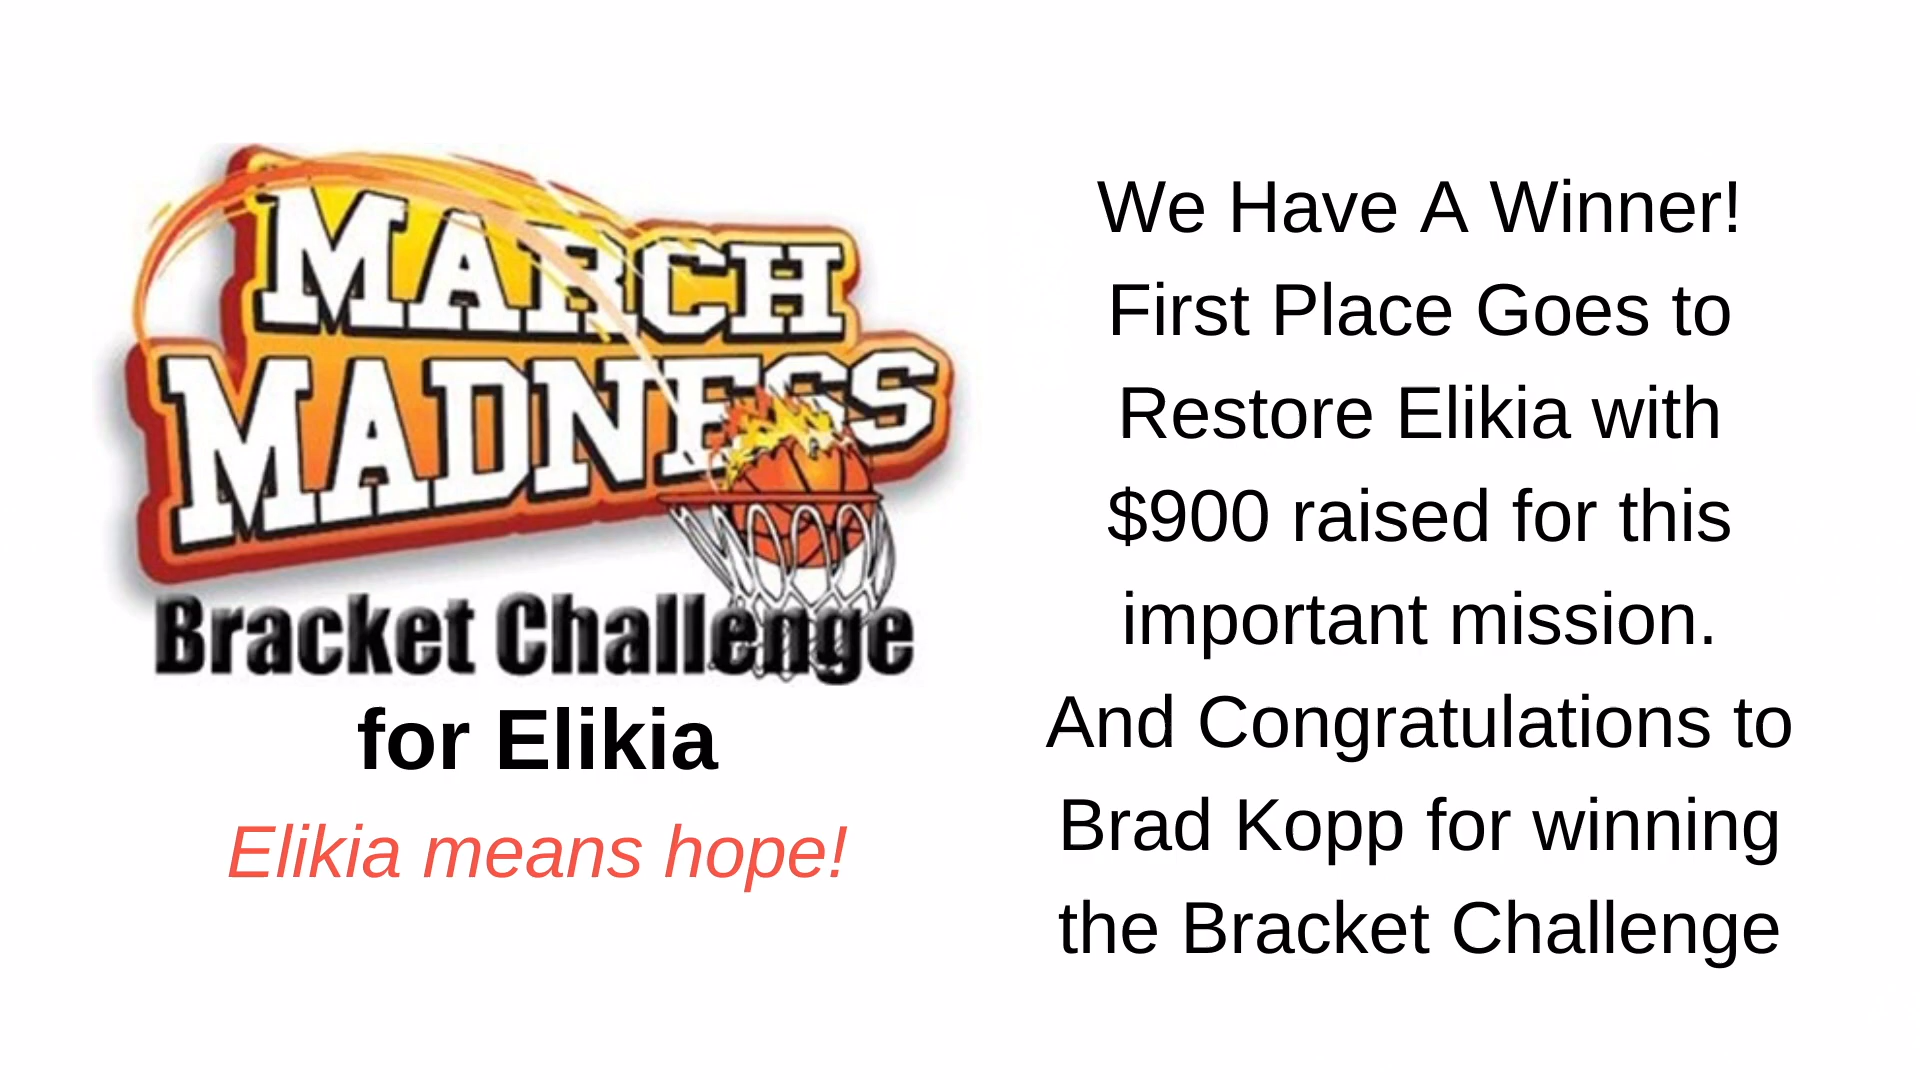 MARCH
MADNESS
Bracket Challenge
for Elikia
Elikia means hope!
We Have A Winner!
First Place Goes to
Restore Elikia with
$900 raised for this
important mission.
And Congratulations to
Brad Kopp for winning
the Bracket Challenge